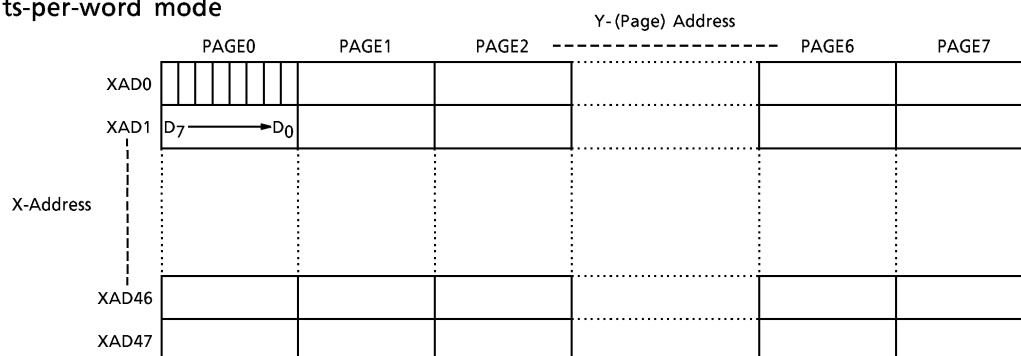 ts-per-word mode
Y-(Page) Address
PAGE0 PAGE1 PAGE2 PAGE6 PAGE7
XAD0
XAD1 D7 D0
X-Address
XAD46
XAD47